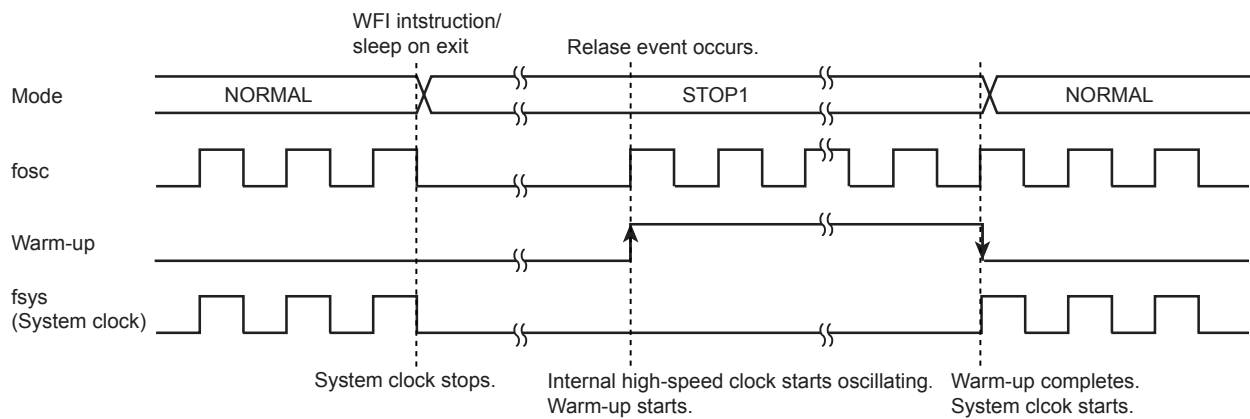 WFI intstruction/
sleep on exit
Relase event occurs.
Mode
NORMAL
STOP1
NORMAL
fosc
Warm-up
fsys
(System clock)
System clock stops.
Internal high-speed clock starts oscillating.
Warm-up starts.
Warm-up completes.
System clcok starts.